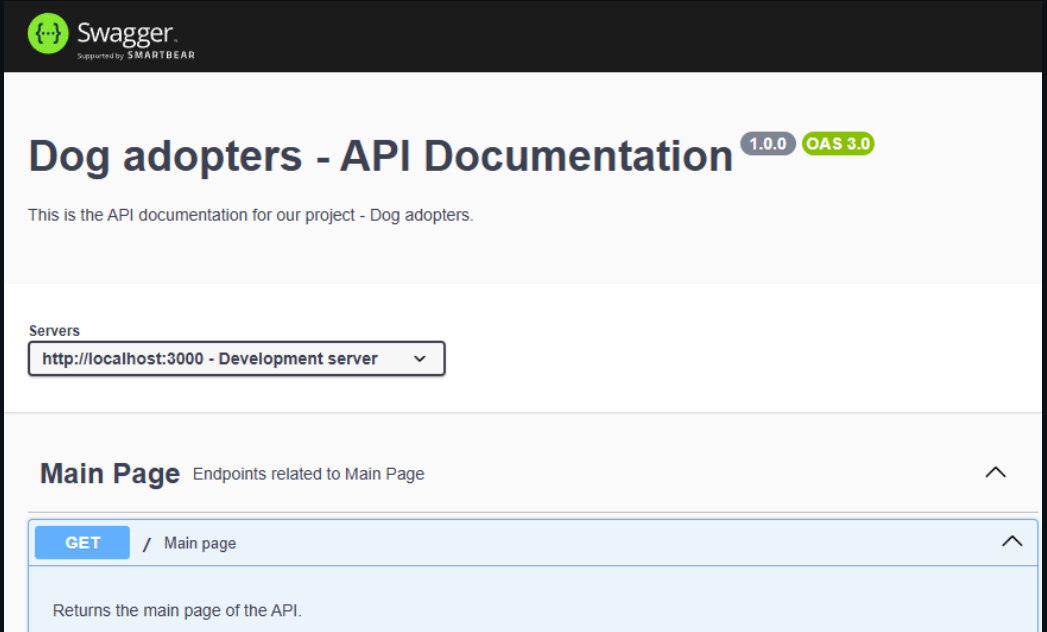 {···} Swagger.
Supported by SMARTBEAR
Dog adopters - API Documentation 1.0.0 OAS 3.0
This is the API documentation for our project - Dog adopters.
Servers
http://localhost:3000 - Development server
Main Page Endpoints related to Main Page
GET / Main page
Returns the main page of the API.